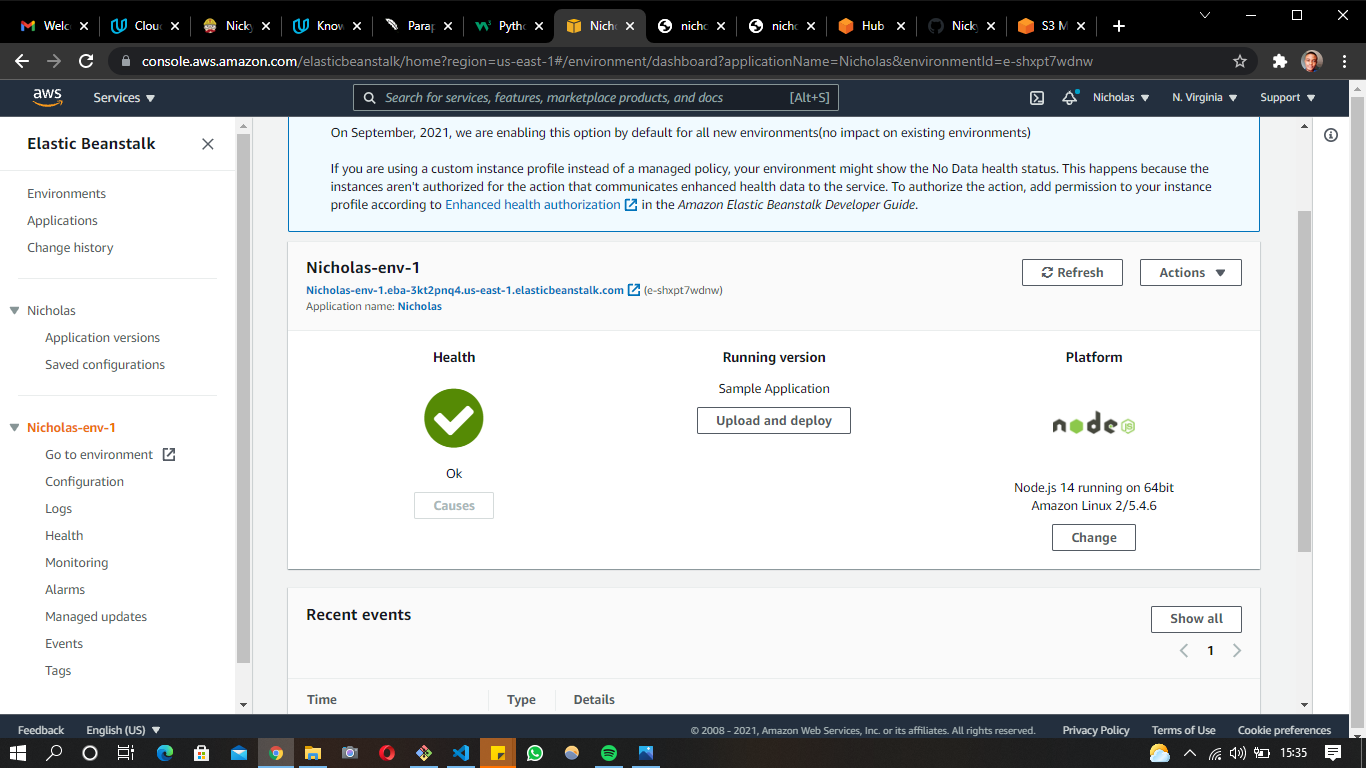 Welc
Clou
Nicky
Know
Parap
Pytho
Nich
nicho
nicho
Hub
Nicky
S3 M
console.aws.amazon.com/elasticbeanstalk/home?region=us-east-1#/environment/dashboard?applicationName=Nicholas&environmentId=e-shxpt7wdnw
aws
Services
Search for services, features, marketplace products, and docs [Alt+S]
Nicholas
N. Virginia
Support
Elastic Beanstalk
Environments
Applications
Change history
Nicholas
Application versions
Saved configurations
Nicholas-env-1
Go to environment
Configuration
Logs
Health
Monitoring
Alarms
Managed updates
Events
Tags
On September, 2021, we are enabling this option by default for all new environments(no impact on existing environments)
If you are using a custom instance profile instead of a managed policy, your environment might show the No Data health status. This happens because the
instances aren't authorized for the action that communicates enhanced health data to the service. To authorize the action, add permission to your instance
profile according to Enhanced health authorization in the Amazon Elastic Beanstalk Developer Guide.
Nicholas-env-1
Refresh
Actions
Nicholas-env-1.eba-3kt2pnq4.us-east-1.elasticbeanstalk.com (e-shxpt7wdnw)
Application name: Nicholas
Health
Ok
Causes
Running version
Sample Application
Upload and deploy
Platform
node
JS
Node.js 14 running on 64bit
Amazon Linux 2/5.4.6
Change
Recent events
Show all
1
Time
Type
Details
Feedback
English (US)
© 2008 - 2021, Amazon Web Services, Inc. or its affiliates. All rights reserved.
Privacy Policy
Terms of Use
Cookie preferences
15:35